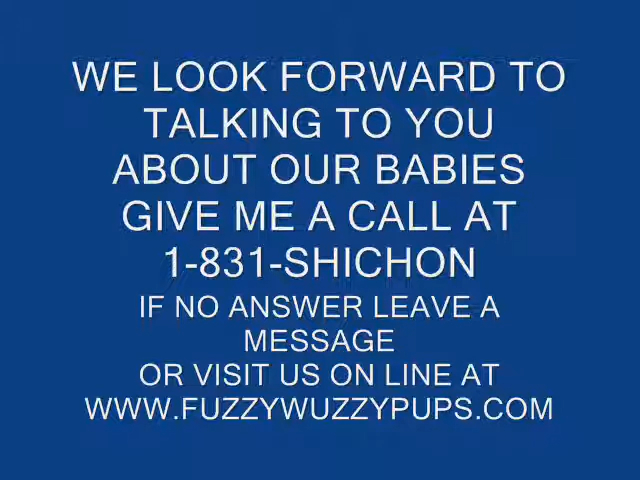 WE LOOK FORWARD TO
TALKING TO YOU
ABOUT OUR BABIES
GIVE ME A CALL AT
1-831-SHICHON
IF NO ANSWER LEAVE A
MESSAGE
OR VISIT US ON LINE AT
WWW.FUZZYWUZZYPUPS.COM